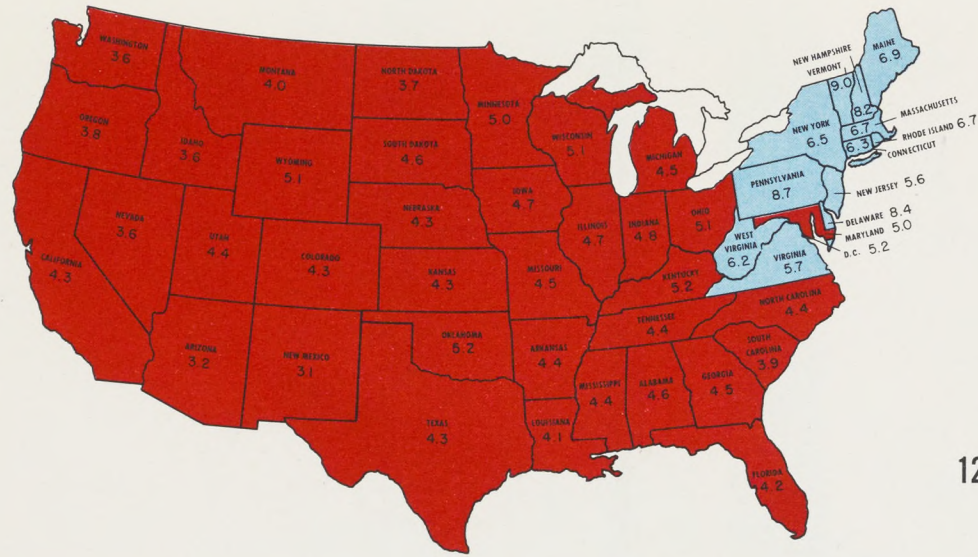 WASHINGTON
3.6
OREGON
3.8
CALIFORNIA
4.3
NEVADA
3.6
IDAHO
3.6
MONTANA
4.0
WYOMING
5.1
UTAH
4.4
COLORADO
4.3
ARIZONA
3.2
NEW MEXICO
3.1
NORTH DAKOTA
3.7
SOUTH DAKOTA
4.6
NEBRASKA
4.3
KANSAS
4.3
OKLAHOMA
5.2
TEXAS
4.3
MINNESOTA
5.0
IOWA
4.7
MISSOURI
4.5
ARKANSAS
4.4
LOUISIANA
4.1
WISCONSIN
5.1
ILLINOIS
4.7
MICHIGAN
4.5
INDIANA
4.8
OHIO
5.1
KENTUCKY
5.2
TENNESSEE
4.4
MISSISSIPPI
4.4
ALABAMA
4.6
GEORGIA
4.5
FLORIDA
4.2
SOUTH
CAROLINA
3.9
NORTH CAROLINA
4.4
VIRGINIA
5.7
WEST
VIRGINIA
6.2
PENNSYLVANIA
8.7
NEW YORK
6.5
NEW HAMPSHIRE
8.2
VERMONT
9.0
MAINE
6.9
MASSACHUSETTS
6.7
RHODE ISLAND 6.7
CONNECTICUT
6.3
NEW JERSEY 5.6
DELAWARE 8.4
MARYLAND 5.0
D.C. 5.2
12